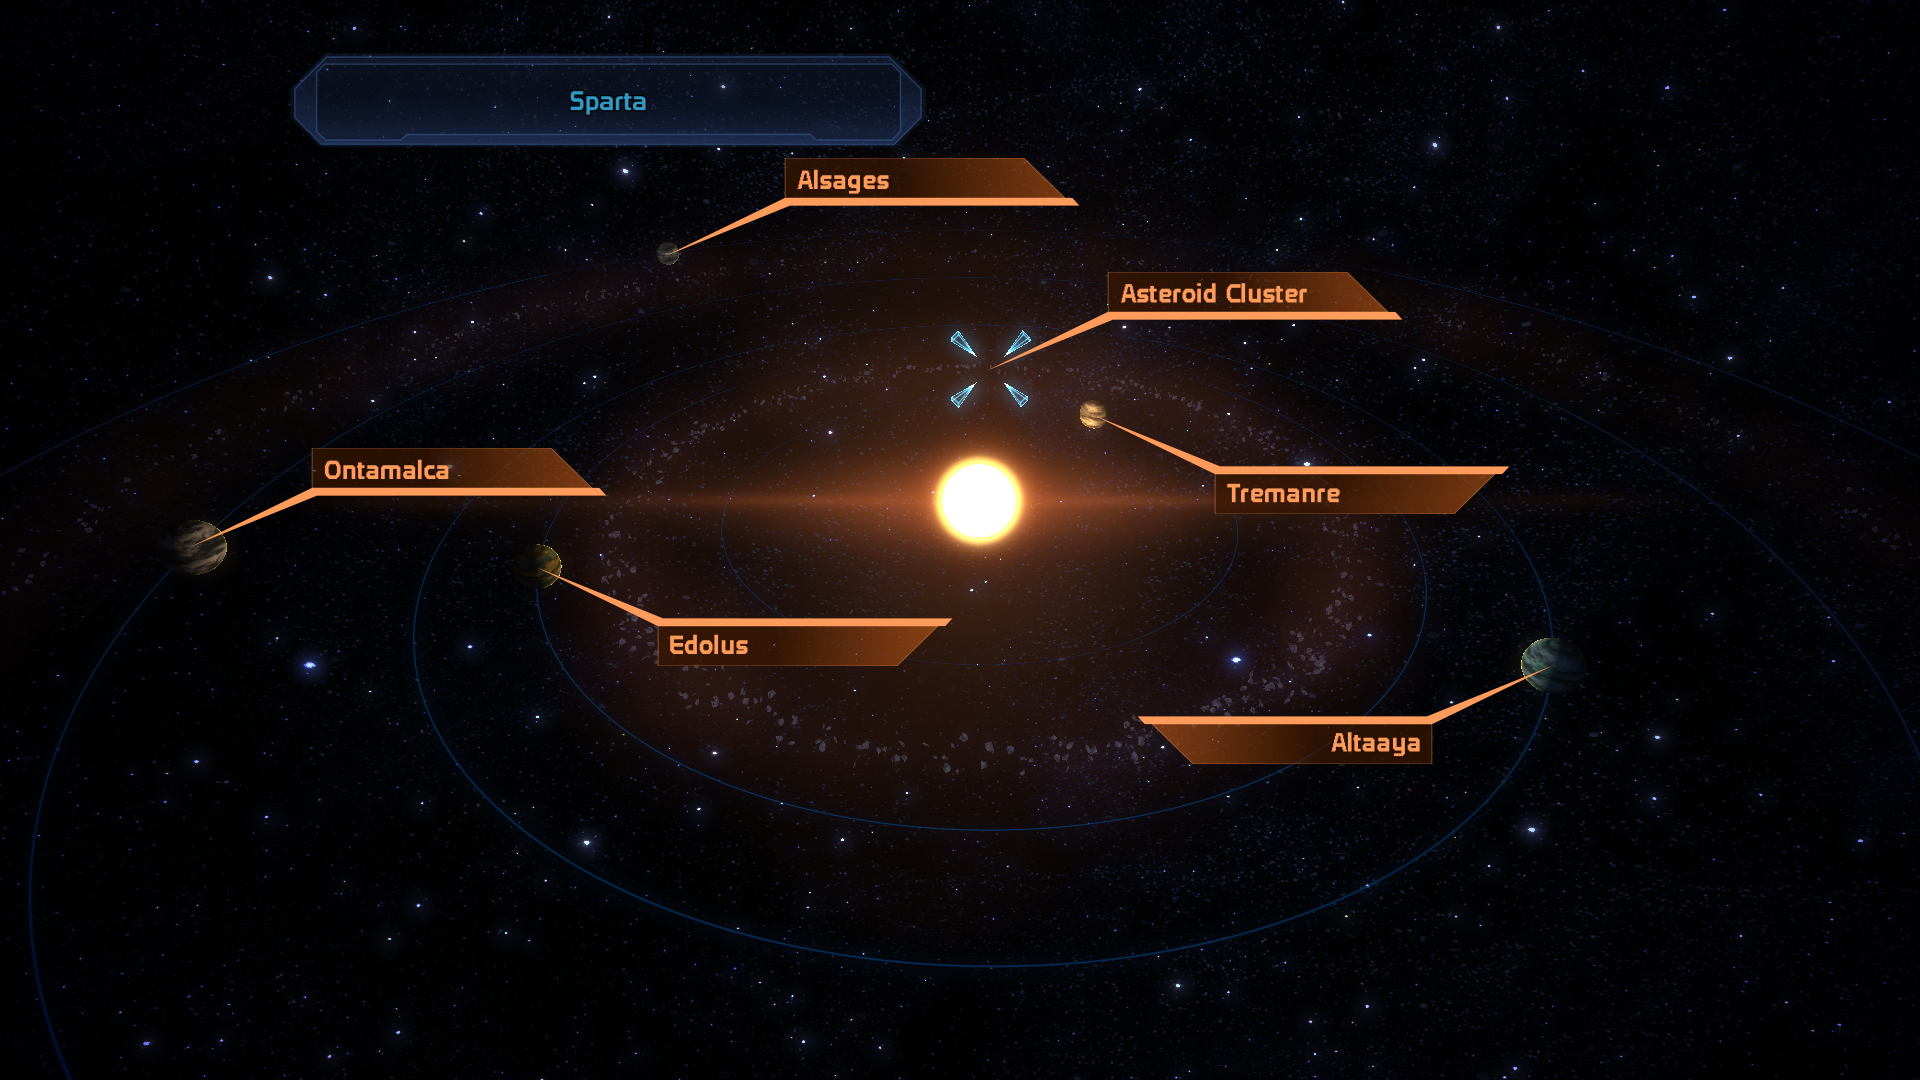 Sparta
Alsages
Asteroid Cluster
Ontamalca
Tremanre
Edolus
Altaaya